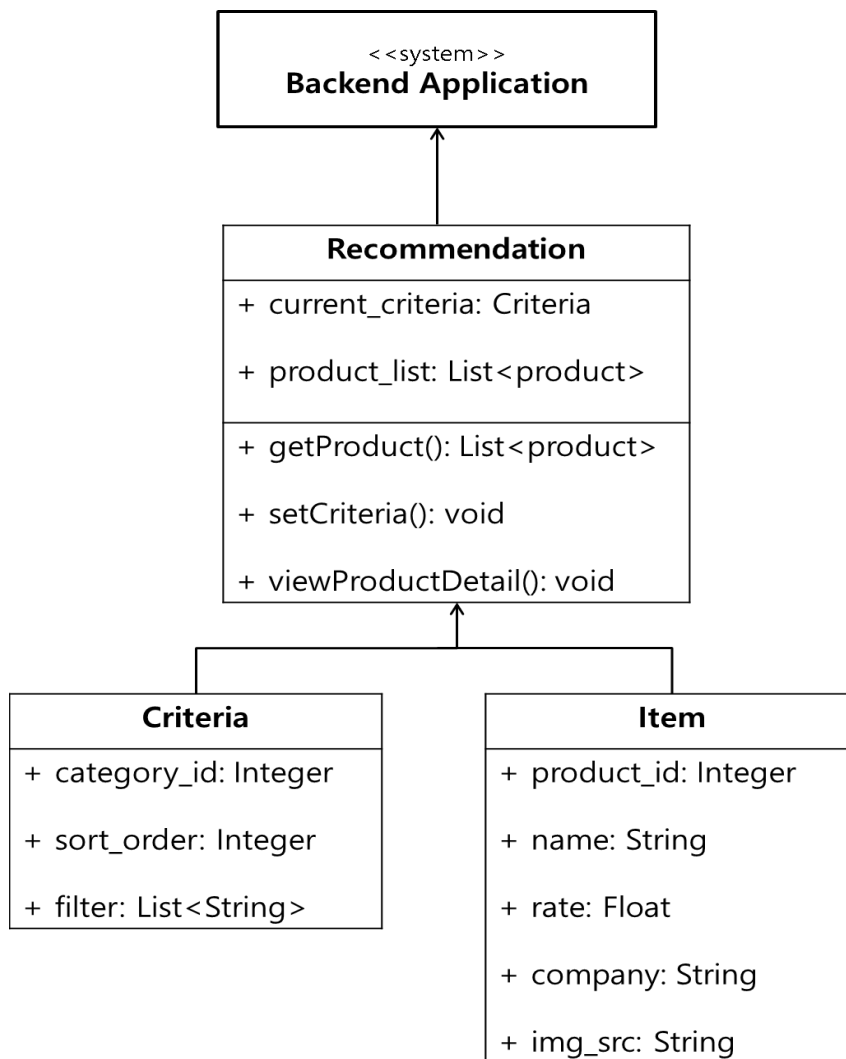 <<system>>
Backend Application
Recommendation
+ current_criteria: Criteria
+ product_list: List<product>
+ getProduct(): List<product>
+ setCriteria(): void
+ viewProductDetail(): void
Criteria
+ category_id: Integer
+ sort_order: Integer
+ filter: List<String>
Item
+ product_id: Integer
+ name: String
+ rate: Float
+ company: String
+ img_src: String